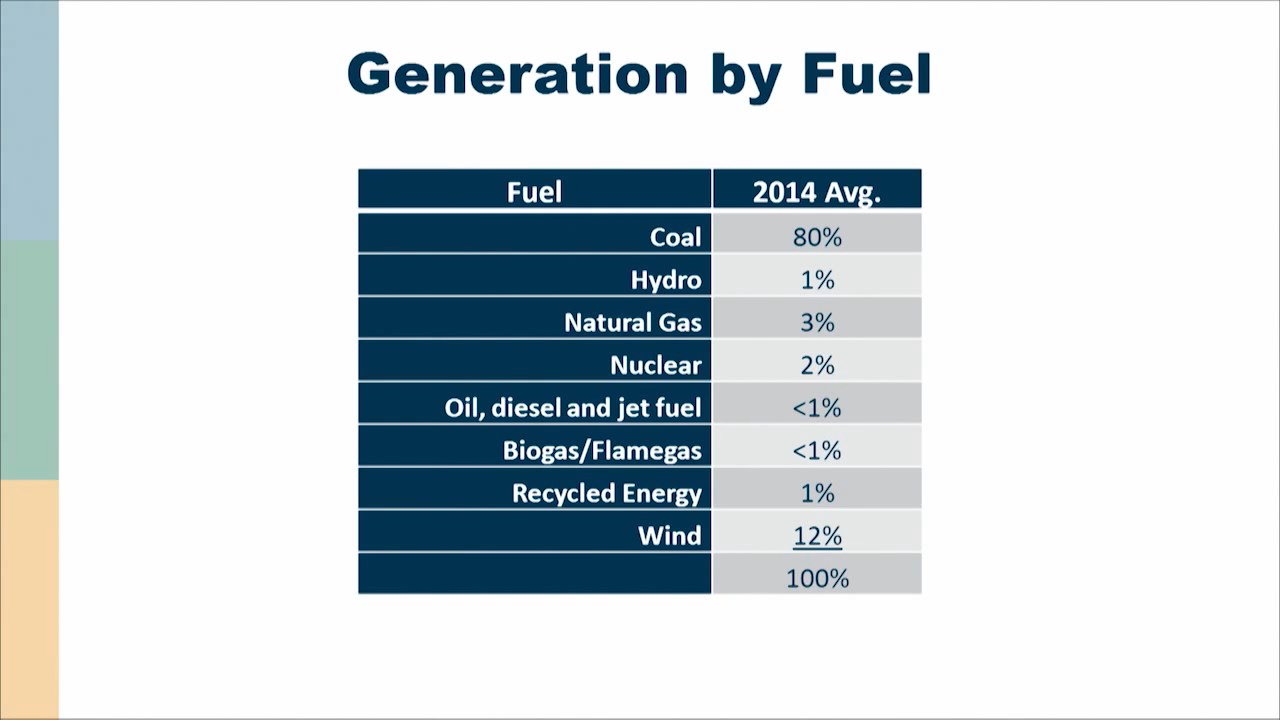 Generation by Fuel
Fuel 2014 Avg.
Coal 80%
Hydro 1%
Natural Gas 3%
Nuclear 2%
Oil, diesel and jet fuel <1%
Biogas/Flamegas <1%
Recycled Energy 1%
Wind 12%
100%